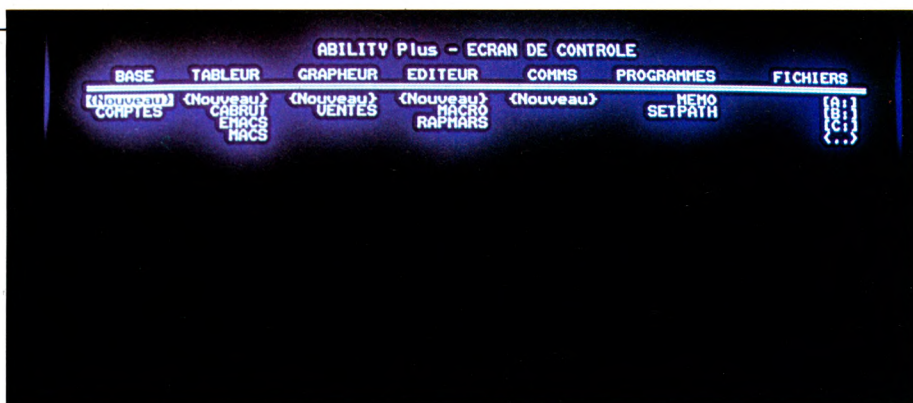 ABILITY Plus - ECRAN DE CONTROLE
BASE TABLEUR GRAPHEUR EDITEUR COMMS PROGRAMMES FICHIERS
{Nouveau} {Nouveau} {Nouveau} {Nouveau} {Nouveau} MEMO [A:]
COMPTES CABRUT VENTES MACRO SETPATH [B:]
EMACS RAPMARS [C:]
MACS <..>